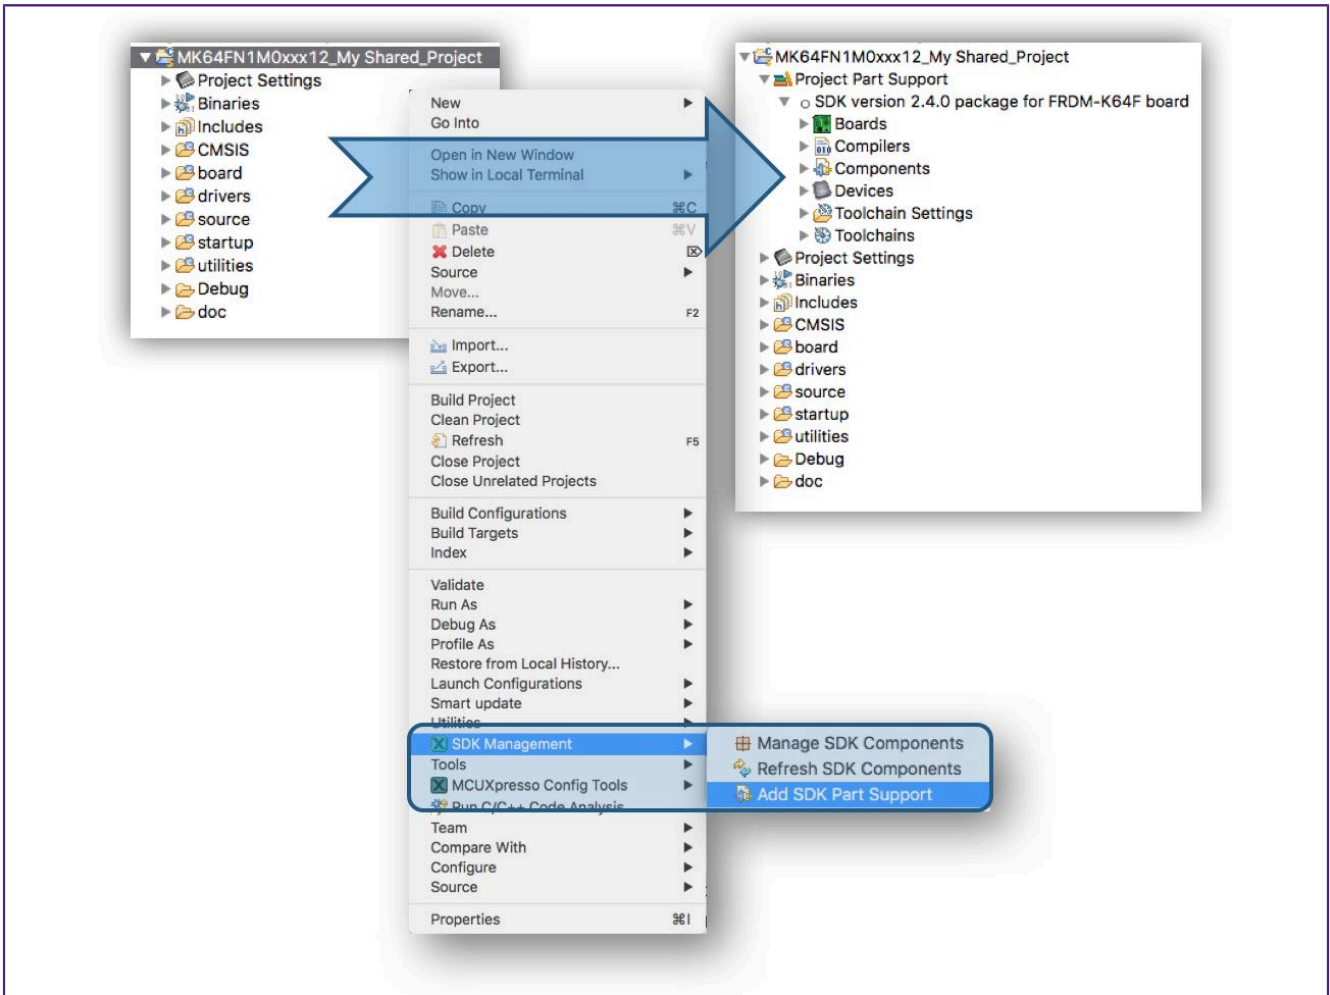 MK64FN1M0xxx12_My Shared_Project
Project Settings
Binaries
Includes
CMSIS
board
drivers
source
startup
utilities
Debug
doc
New
Go Into
Open in New Window
Show in Local Terminal
Copy ⌘C
Paste ⌘V
Delete ⌦
Source
Move...
Rename... F2
Import...
Export...
Build Project
Clean Project
Refresh F5
Close Project
Close Unrelated Projects
Build Configurations
Build Targets
Index
Validate
Run As
Debug As
Profile As
Restore from Local History...
Launch Configurations
Smart update
Utilities
SDK Management
Tools
MCUXpresso Config Tools
Run C/C++ Code Analysis
Team
Compare With
Configure
Source
Properties ⌘I
Manage SDK Components
Refresh SDK Components
Add SDK Part Support
MK64FN1M0xxx12_My Shared_Project
Project Part Support
SDK version 2.4.0 package for FRDM-K64F board
Boards
Compilers
Components
Devices
Toolchain Settings
Toolchains
Project Settings
Binaries
Includes
CMSIS
board
drivers
source
startup
utilities
Debug
doc